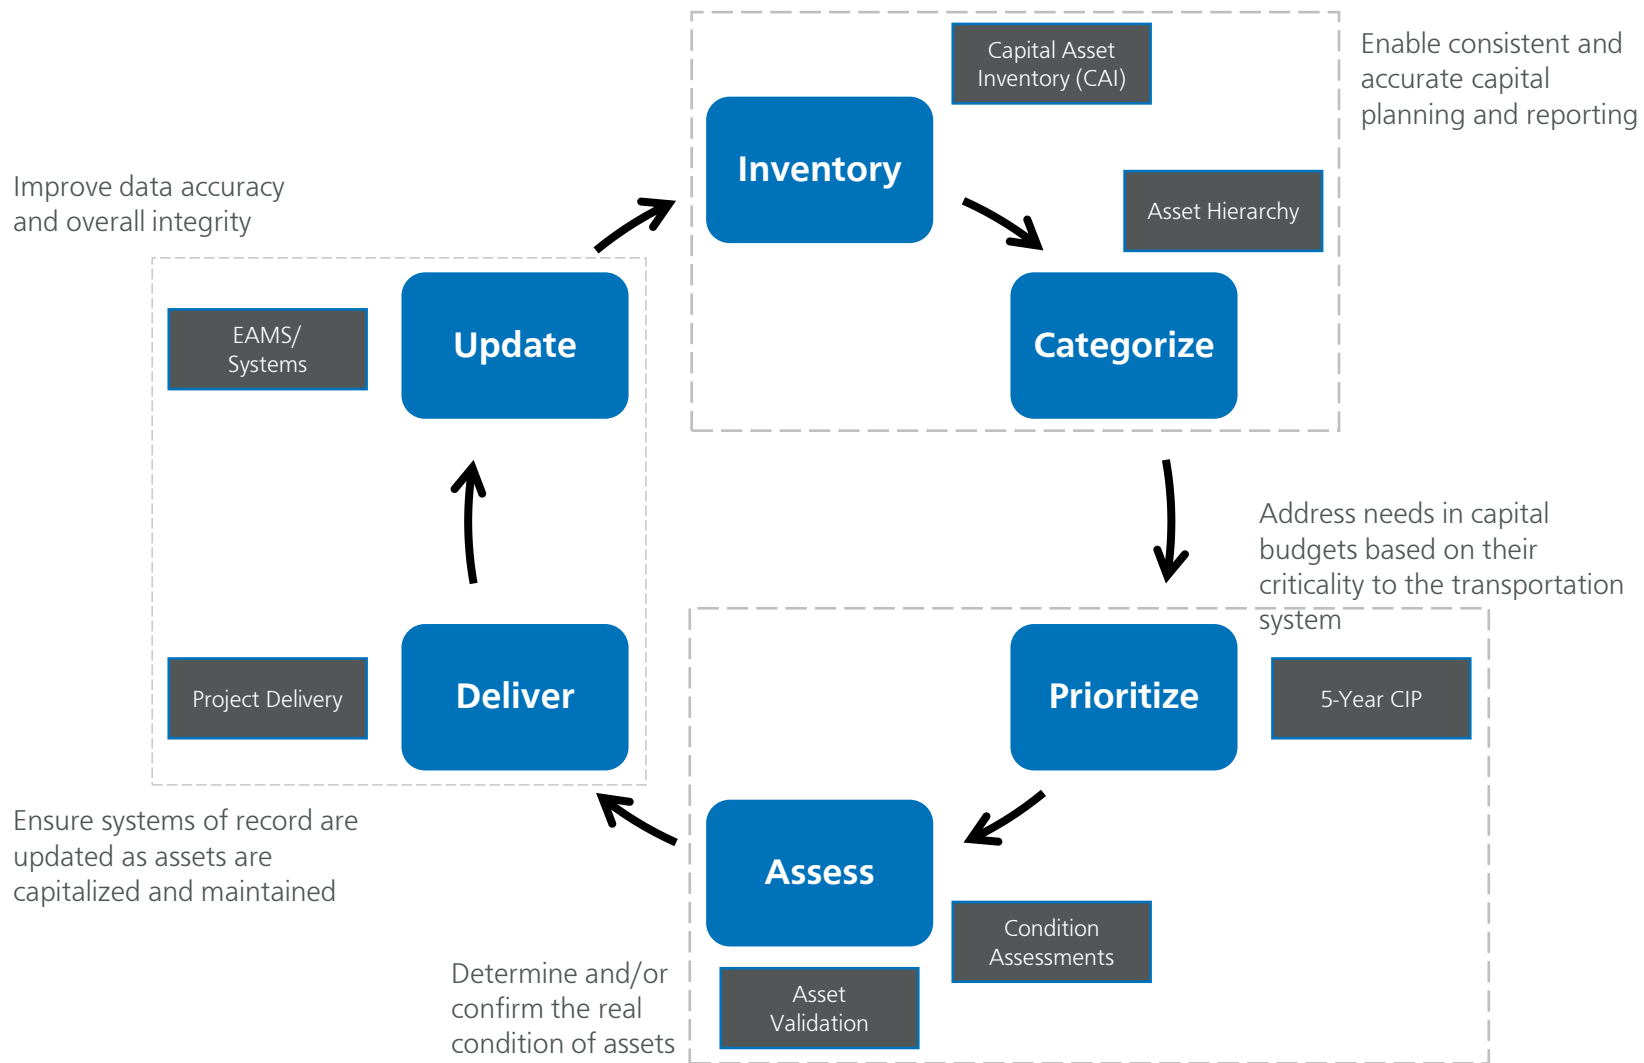 Capital Asset
Inventory (CAI)
Enable consistent and
accurate capital
planning and reporting
Inventory
Asset Hierarchy
Improve data accuracy
and overall integrity
Update
EAMS/
Systems
Categorize
Address needs in capital
budgets based on their
criticality to the transportation
system
Prioritize
5-Year CIP
Deliver
Project Delivery
Assess
Ensure systems of record are
updated as assets are
capitalized and maintained
Condition
Assessments
Asset
Validation
Determine and/or
confirm the real
condition of assets